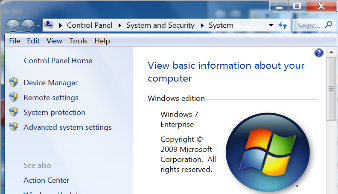 Control Panel ▸ System and Security ▸ System
Searc...
File Edit View Tools Help
Control Panel Home
Device Manager
Remote settings
System protection
Advanced system settings
See also
Action Center
View basic information about your
computer
Windows edition
Windows 7
Enterprise
Copyright ©
2009 Microsoft
Corporation. All
rights reserved.